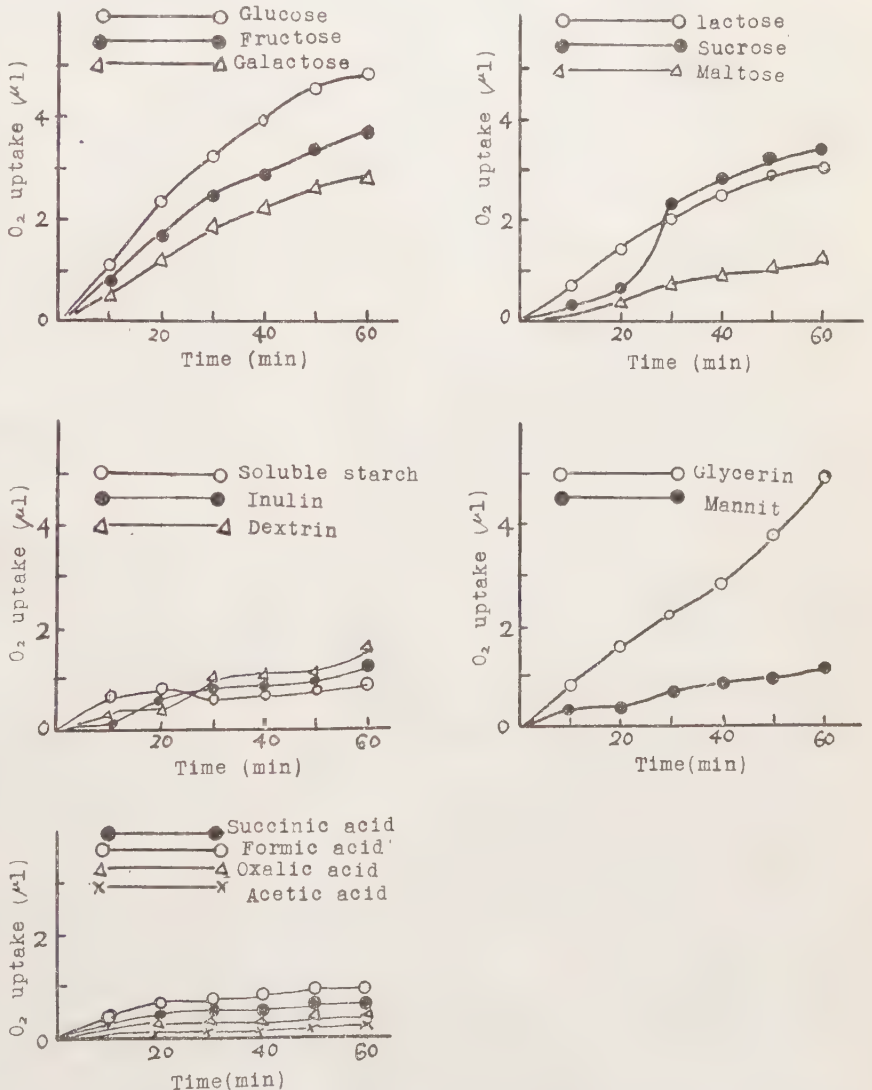 Glucose
Fructose
Galactose
O₂ uptake (μl)
4
2
0
20 40 60
Time (min)
lactose
Sucrose
Maltose
O₂ uptake (μl)
4
2
0
20 40 60
Time (min)
Soluble starch
Inulin
Dextrin
O₂ uptake (μl)
4
2
0
20 40 60
Time (min)
Glycerin
Mannit
O₂ uptake (μl)
4
2
0
20 40 60
Time(min)
Succinic acid
Formic acid
Oxalic acid
Acetic acid
O₂ uptake (μl)
2
0
20 40 60
Time(min)